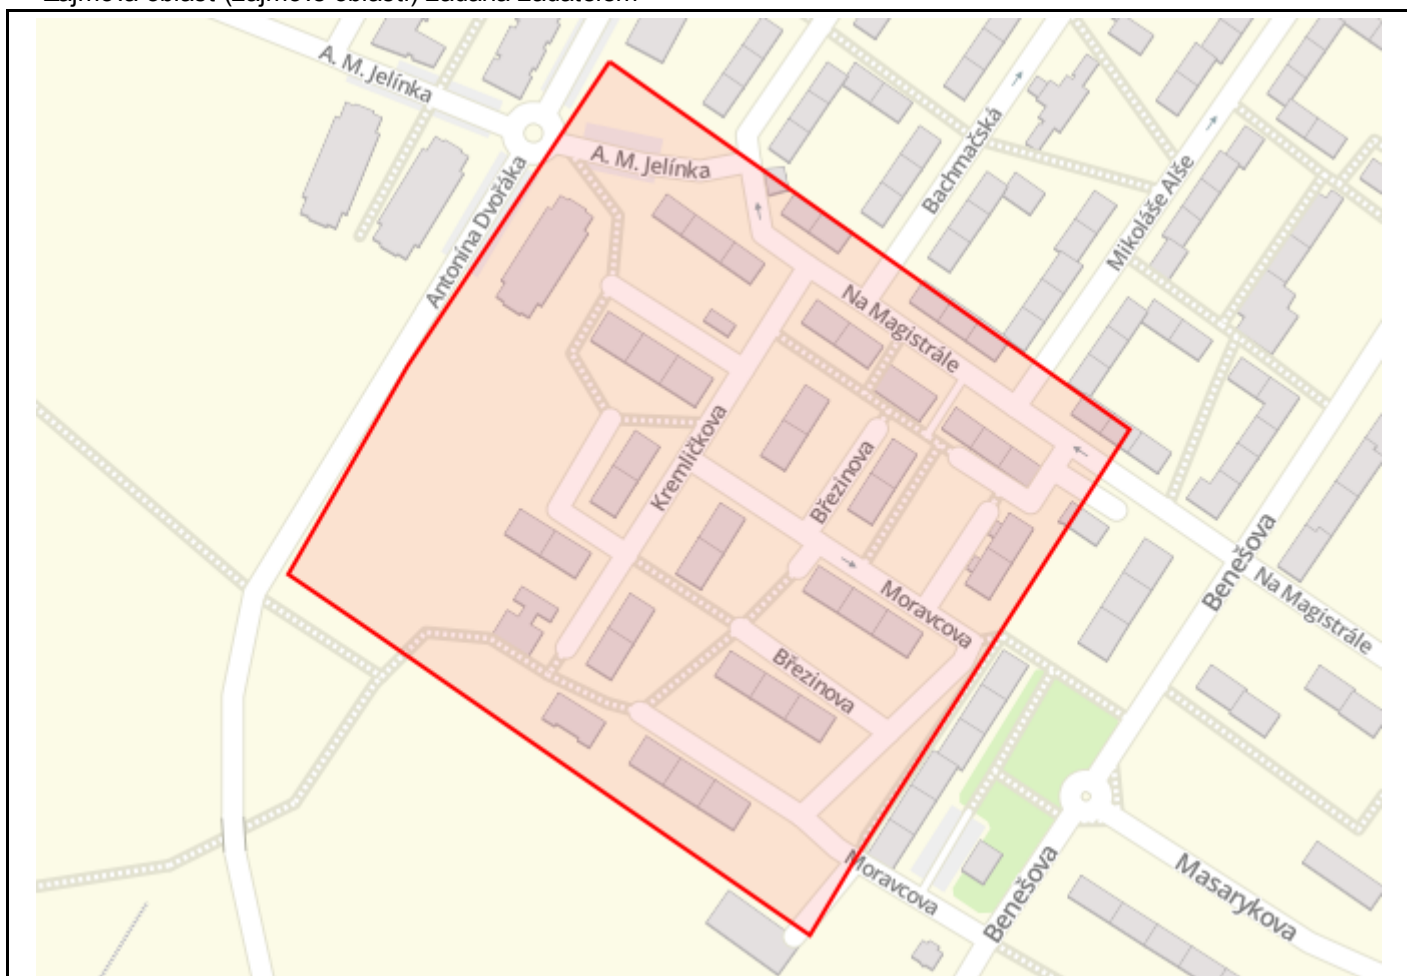 Zájmová oblast (zájmové oblasti) zadaná žadatelem
A. M. Jelínka
A. M. Jelínka
Antonína Dvořáka
Bachmačská
Mikoláše Alše
Na Magistrále
Kremličkova
Březinova
Benešova
Moravcova
Na Magistrále
Březinova
Moravcova
Benešova
Masarykova